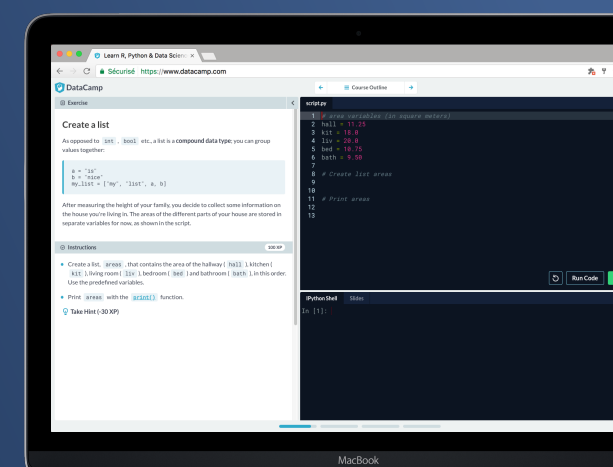 Learn R, Python & Data Scien
Sécurisé https://www.datacamp.com
DataCamp
Course Outline
Exercise
Create a list
As opposed to int , bool etc., a list is a compound data type; you can group
values together:
a = "is"
b = "nice"
my_list = ["my", "list", a, b]
After measuring the height of your family, you decide to collect some information on
the house you're living in. The areas of the different parts of your house are stored in
separate variables for now, as shown in the script.
Instructions
100 XP
Create a list, areas , that contains the area of the hallway ( hall ), kitchen (
kit ), living room ( liv ), bedroom ( bed ) and bathroom ( bath ), in this order.
Use the predefined variables.
Print areas with the print() function.
Take Hint (-30 XP)
script.py
1 # area variables (in square meters)
2 hall = 11.25
3 kit = 18.0
4 liv = 20.0
5 bed = 10.75
6 bath = 9.50
7
8 # Create list areas
9
10
11 # Print areas
12
13
Run Code
IPython Shell Slides
In [1]:
MacBook